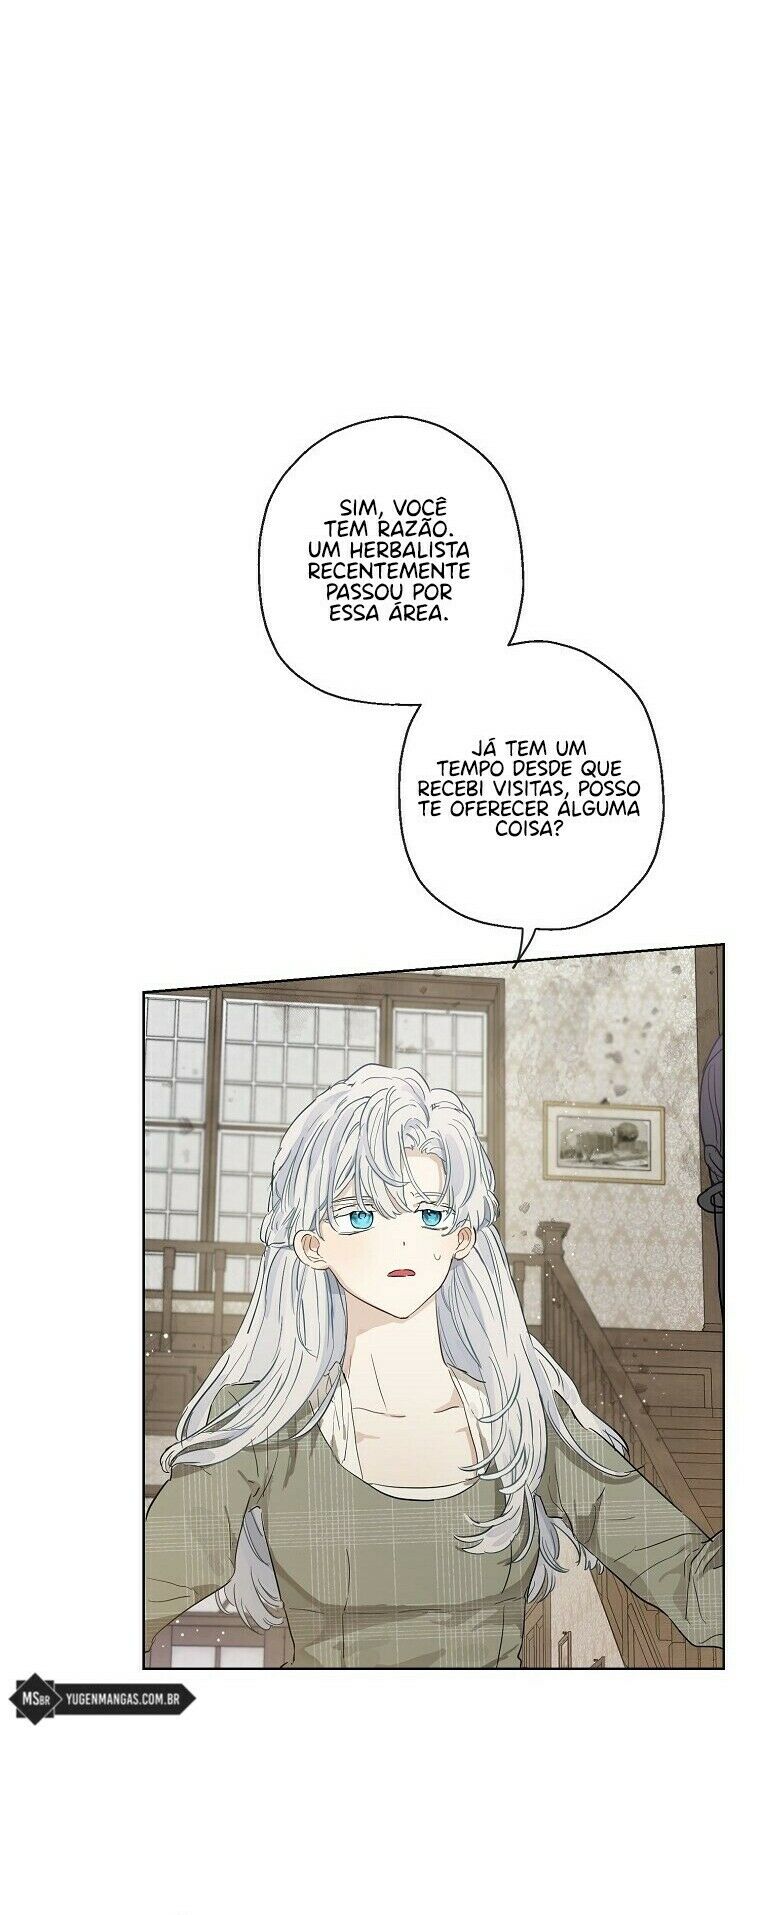 SIM, VOCÊ
TEM RAZÃO.
UM HERBALISTA
RECENTEMENTE
PASSOU POR
ESSA ÁREA.
JÁ TEM UM
TEMPO DESDE QUE
RECEBI VISITAS, POSSO
TE OFERECER ALGUMA
COISA?
MSBR YUGENMANGAS.COM.BR